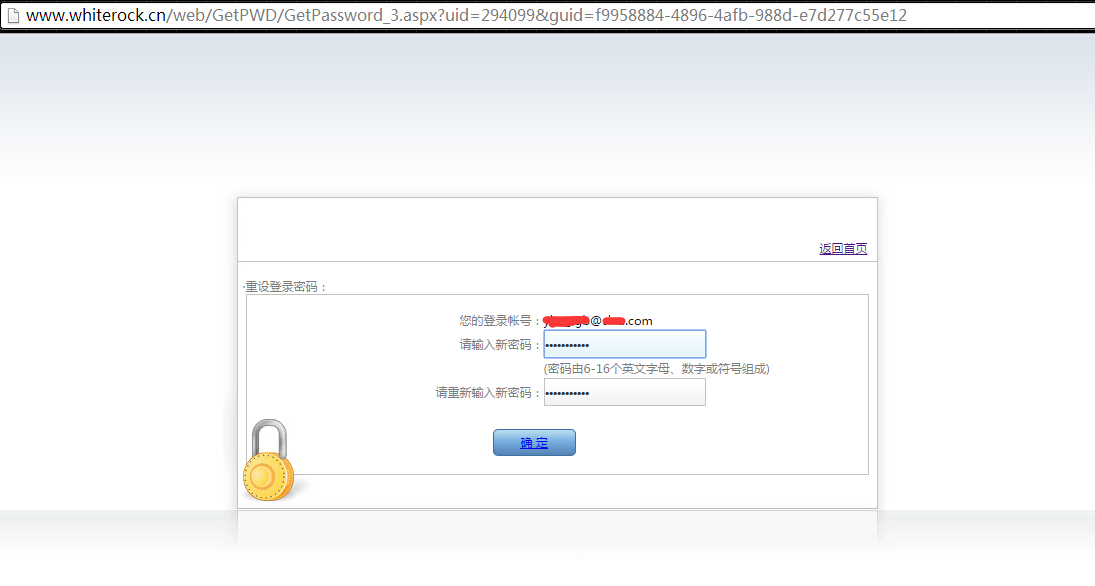 www.whiterock.cn/web/GetPWD/GetPassword_3.aspx?uid=294099&guid=f9958884-4896-4afb-988d-e7d277c55e12
返回首页
·重设登录密码：
您的登录帐号：@.com
请输入新密码：•••••••••••
(密码由6-16个英文字母、数字或符号组成)
请重新输入新密码：•••••••••••
确 定